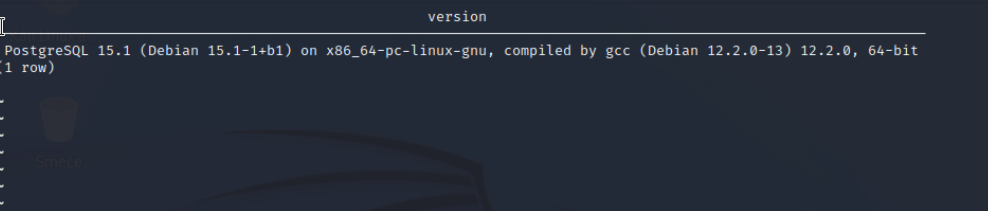 version
PostgreSQL 15.1 (Debian 15.1-1+b1) on x86_64-pc-linux-gnu, compiled by gcc (Debian 12.2.0-13) 12.2.0, 64-bit
(1 row)
~
~
~
~
Smeće
~
~
~